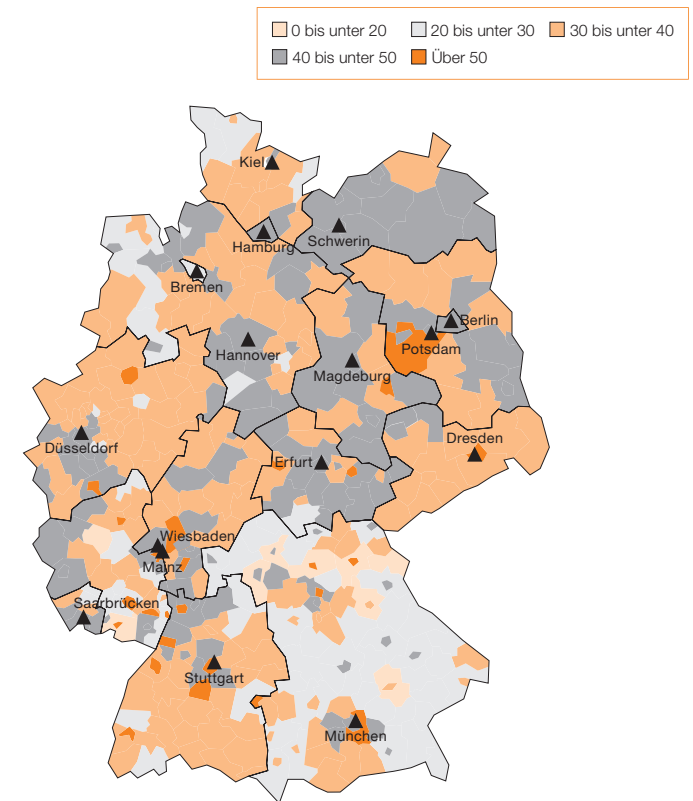 0 bis unter 20 20 bis unter 30 30 bis unter 40
40 bis unter 50 Über 50
Kiel
Hamburg
Schwerin
Bremen
Berlin
Hannover
Potsdam
Magdeburg
Düsseldorf
Dresden
Erfurt
Wiesbaden
Mainz
Saarbrücken
Stuttgart
München